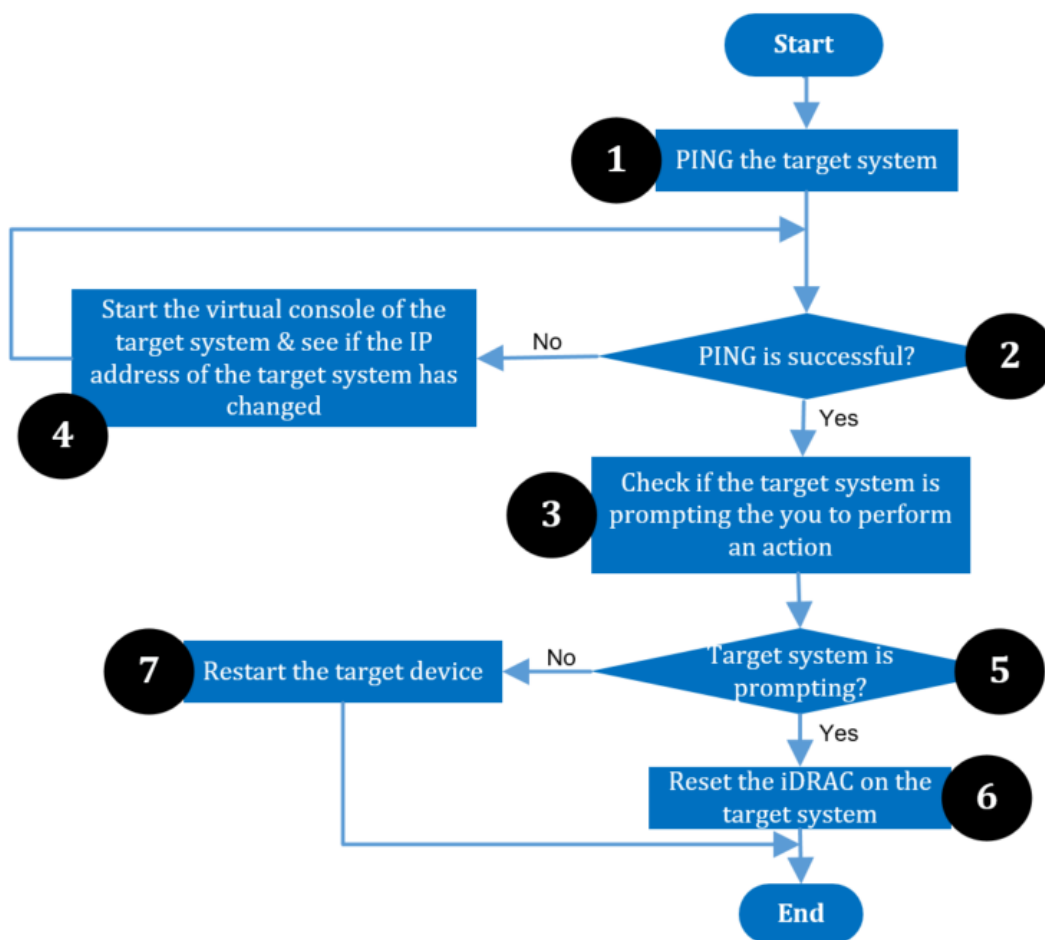 Start
1
PING the target system
Start the virtual console of the
target system & see if the IP
address of the target system has
changed
4
No
PING is successful?
2
Yes
3
Check if the target system is
prompting the you to perform
an action
7
Restart the target device
No
Target system is
prompting?
5
Yes
Reset the iDRAC on the
target system
6
End